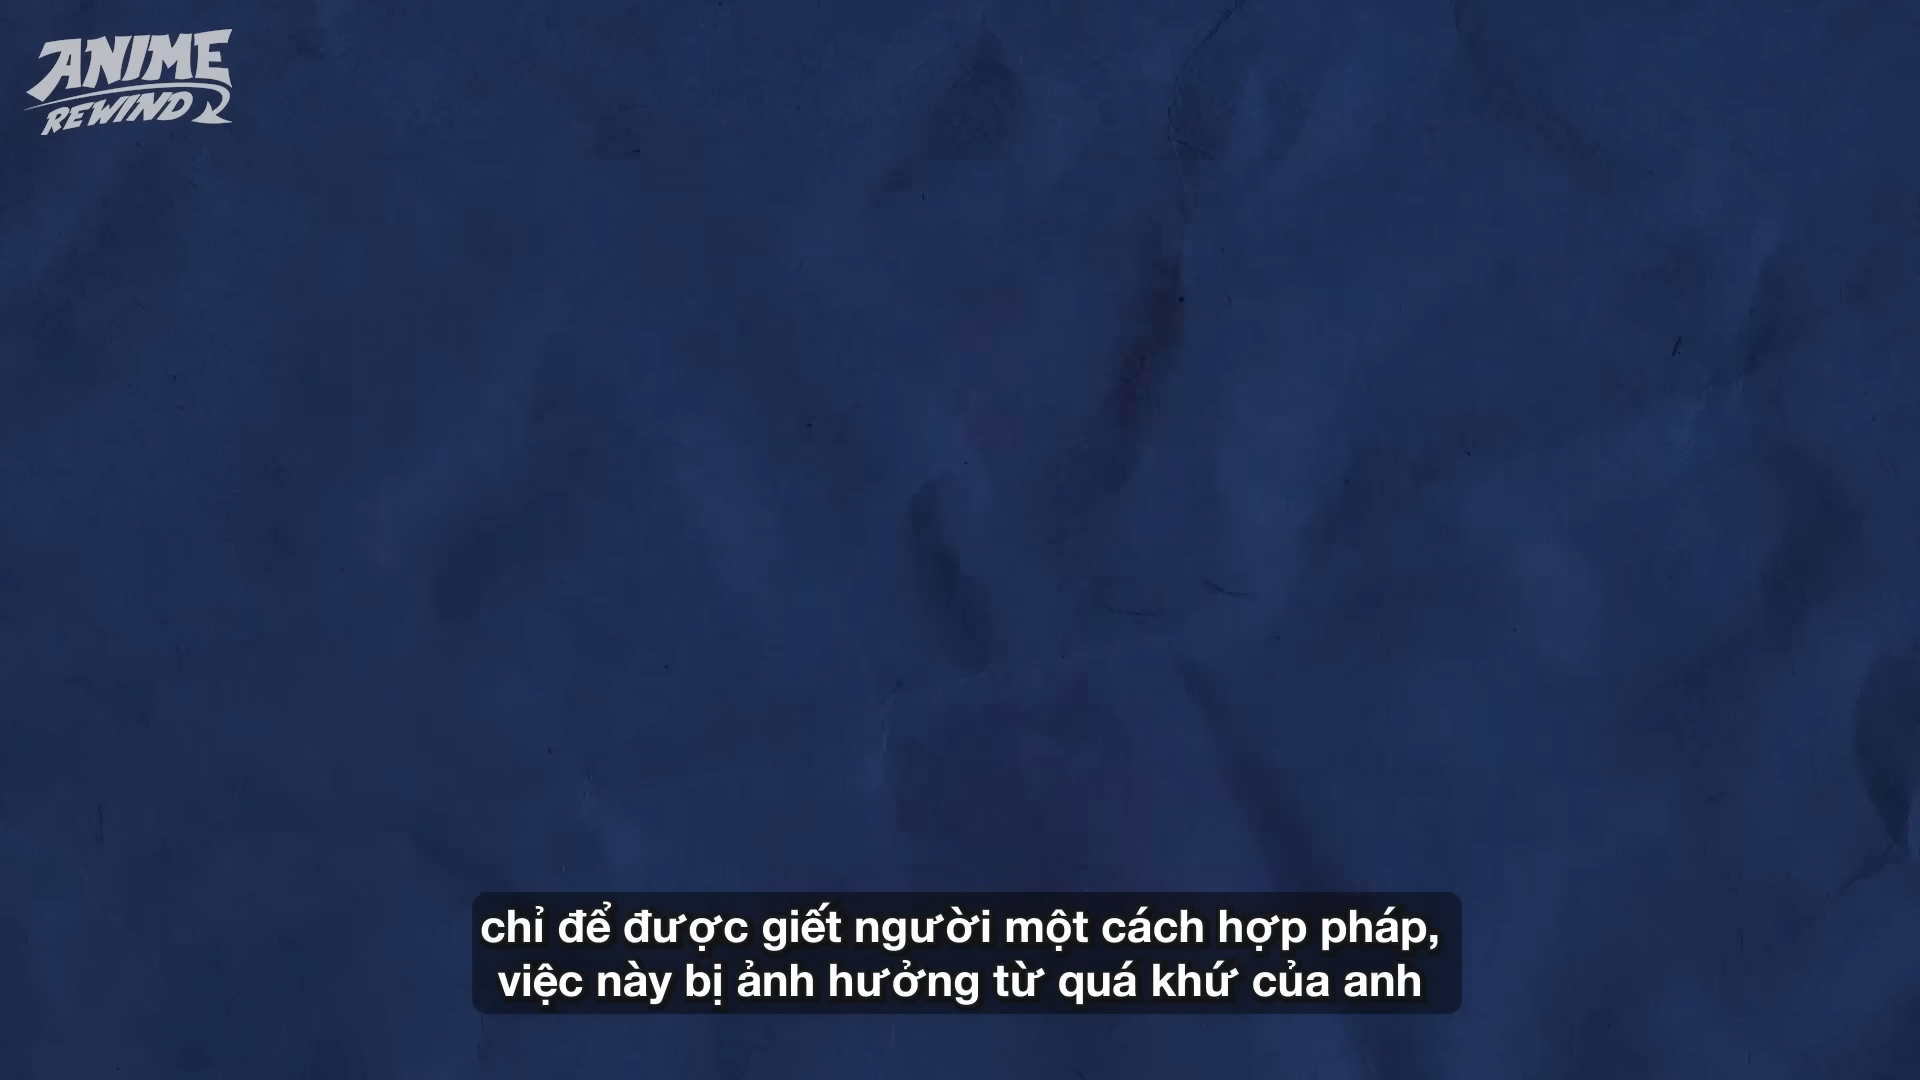 ANIME
REWIND
chỉ để được giết người một cách hợp pháp,
việc này bị ảnh hưởng từ quá khứ của anh